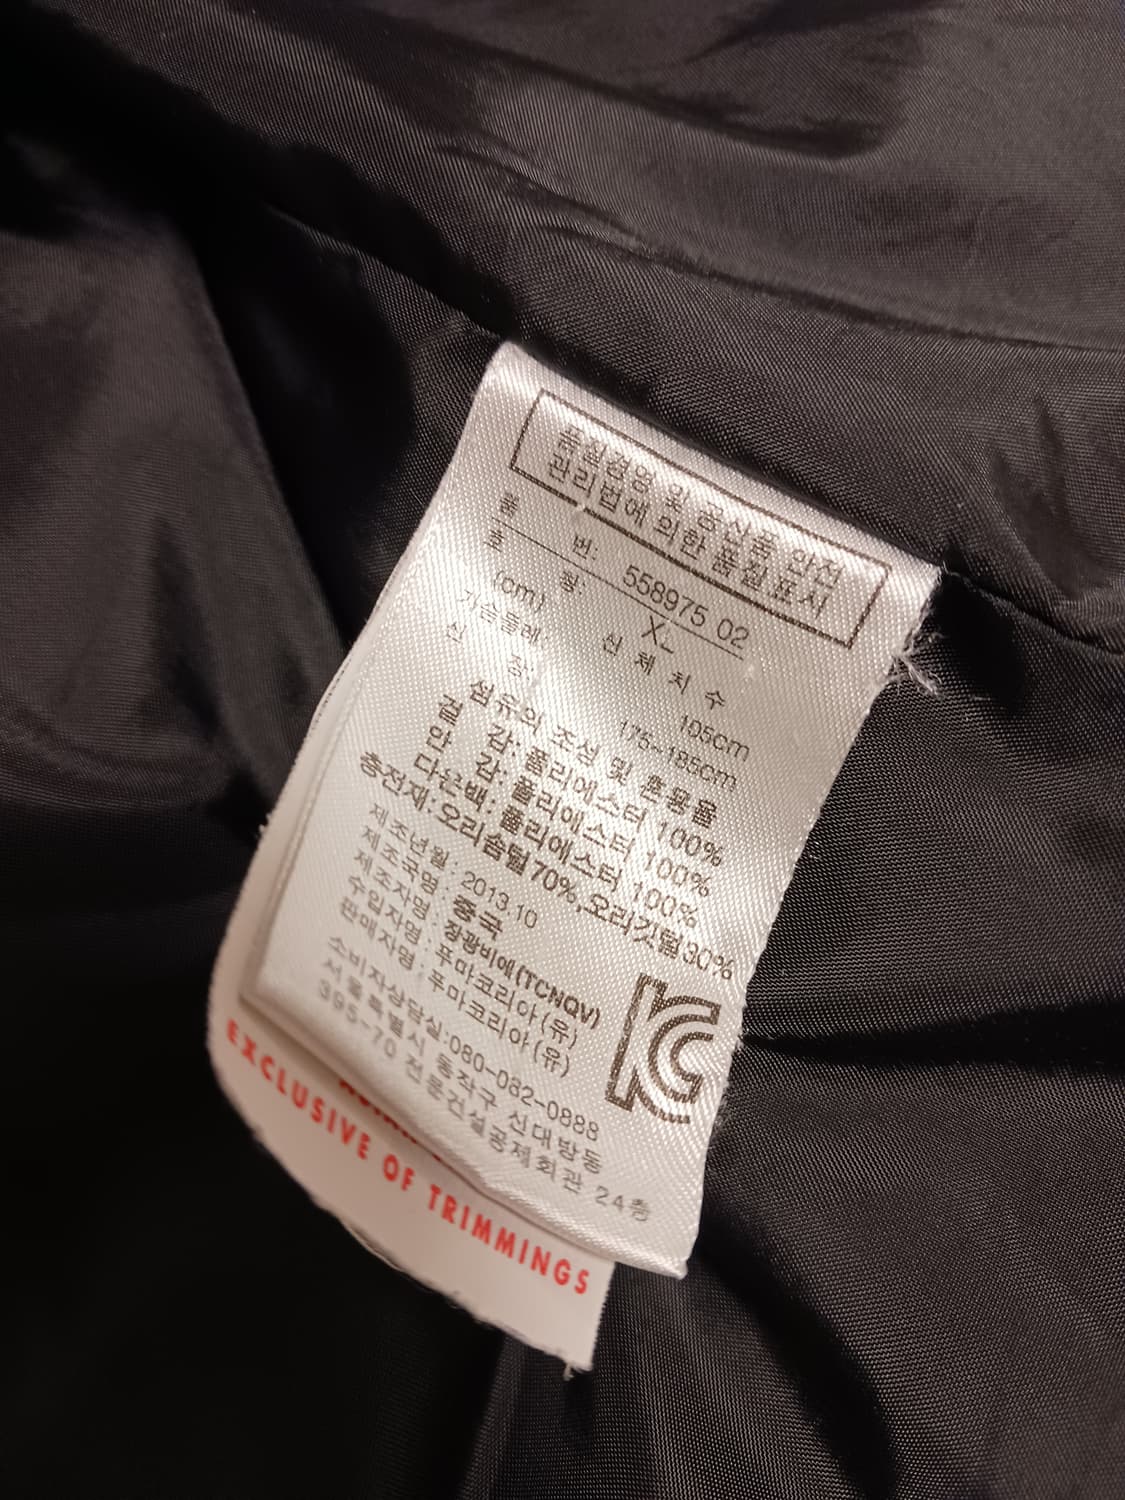 품질경영 및 공산품 안전
관리법에 의한 품질표시
품 번: 558975 02
호 칭: XL
(cm) 신 체 치 수
가슴둘레: 105cm
신 장: 175~185cm
섬유의 조성 및 혼용율
겉 감: 폴리에스터 100%
안 감: 폴리에스터 100%
다운백: 폴리에스터 100%
충전재: 오리솜털70%,오리깃털30%
제조년월: 2013.10
제조국명: 중국
제조자명: 장광비에(TCNQV)
수입자명: 푸마코리아(유)
판매자명: 푸마코리아(유)
소비자상담실:080-082-0888
서울특별시 동작구 신대방동
395-70 전문건설공제회관 24층
KC
EXCLUSIVE OF TRIMMINGS